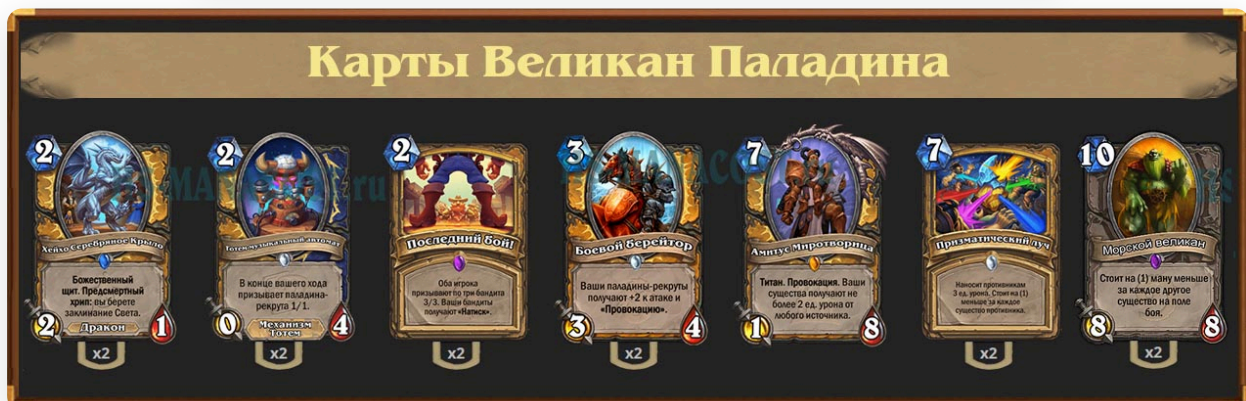 Карты Великан Паладина
2
Хейхо Серебряное Крыло
Божественный
щит. Предсмертный
хрип: вы берете
заклинание Света.
2
Дракон
1
x2
2
Тотем музыкальный автомат
В конце вашего хода
призывает паладина-
рекрута 1/1.
0
Механизм
Тотем
4
x2
2
Последний бой!
Оба игрока
призывают по три бандита
3/3. Ваши бандиты
получают «Натиск».
x2
3
Боевой берейтор
Ваши паладины-рекруты
получают +2 к атаке и
«Провокацию».
3
4
x2
7
Амитус Миротворица
Титан. Провокация. Ваши
существа получают не
более 2 ед. урона от
любого источника.
1
8
7
Призматический луч
Наносит противникам
3 ед. урона. Стоит на (1)
меньше за каждое
существо противника.
x2
10
Морской великан
Стоит на (1) ману меньше
за каждое другое
существо на поле
боя.
8
8
x2